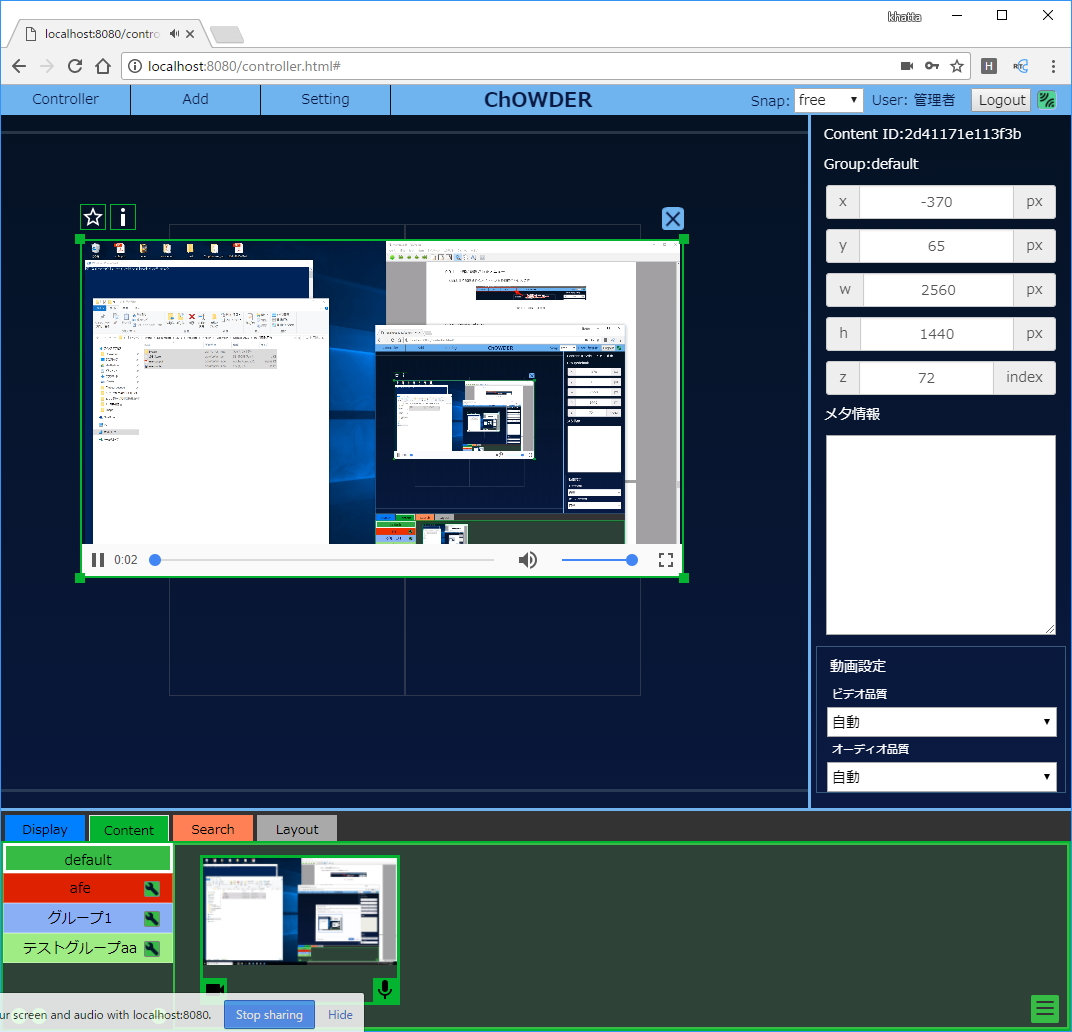 khatta
localhost:8080/contro
localhost:8080/controller.html#
Controller
Add
Setting
ChOWDER
Snap:
free
User: 管理者
Logout
Content ID:2d41171e113f3b
Group:default
x -370 px
y 65 px
w 2560 px
h 1440 px
z 72 index
メタ情報
動画設定
ビデオ品質
自動
オーディオ品質
自動
0:02
Display
Content
Search
Layout
default
afe
グループ1
テストグループaa
ur screen and audio with localhost:8080.
Stop sharing
Hide